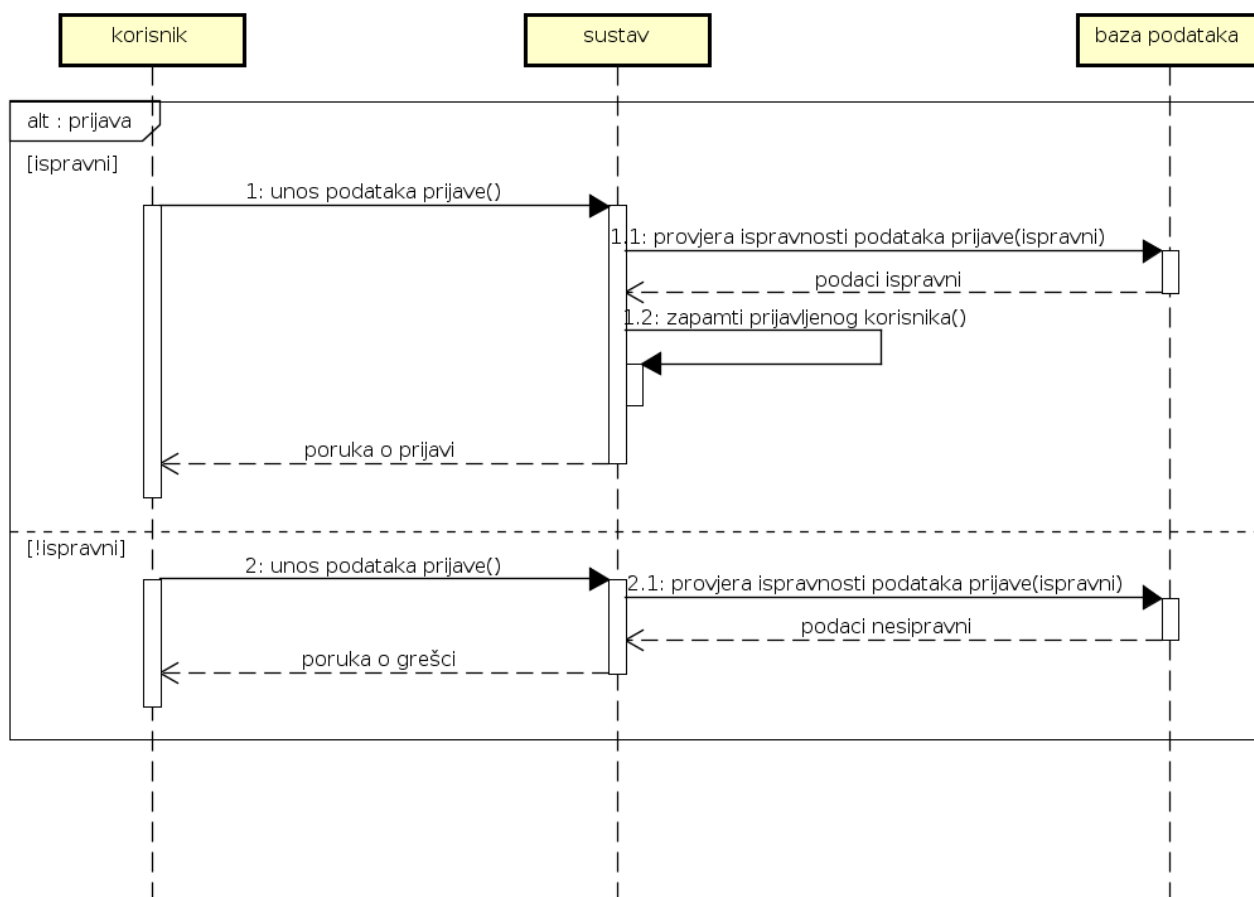 korisnik
sustav
baza podataka
alt : prijava
[ispravni]
1: unos podataka prijave()
1.1: provjera ispravnosti podataka prijave(ispravni)
podaci ispravni
1.2: zapamti prijavljenog korisnika()
poruka o prijavi
[!ispravni]
2: unos podataka prijave()
2.1: provjera ispravnosti podataka prijave(ispravni)
podaci nesipravni
poruka o grešci